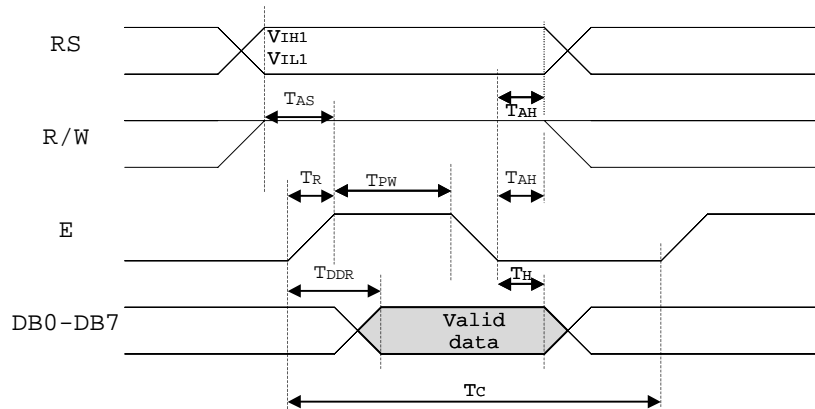 RS
VIH1
VIL1
TAS
TAH
R/W
TR
TPW
TAH
E
TDDR
TH
DB0-DB7
Valid
data
TC